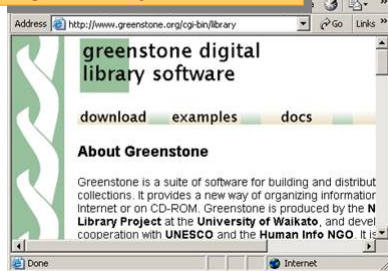 Address http://www.greenstone.org/cgi-bin/library Go Links »
greenstone digital
library software
download examples docs
About Greenstone
Greenstone is a suite of software for building and distribut
collections. It provides a new way of organizing information
Internet or on CD-ROM. Greenstone is produced by the N
Library Project at the University of Waikato, and devel
cooperation with UNESCO and the Human Info NGO. It is
Done Internet